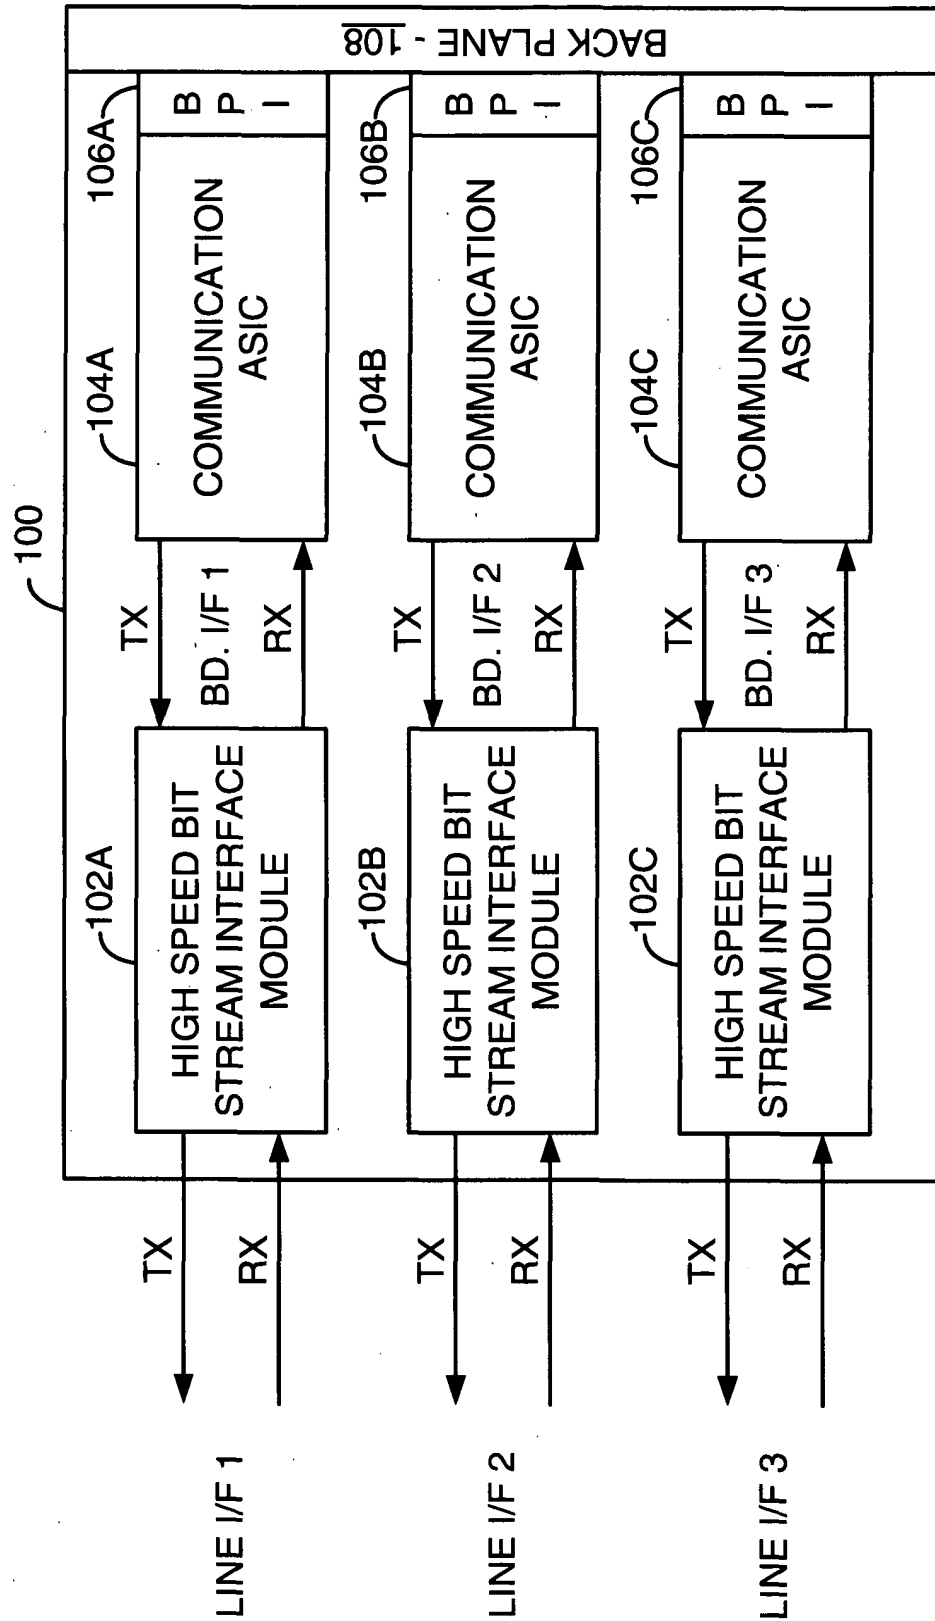 100
BACK PLANE - 108
LINE I/F 1
TX
RX
102A
HIGH SPEED BIT
STREAM INTERFACE
MODULE
TX
BD. I/F 1
RX
104A
COMMUNICATION
ASIC
106A
B
P
I
LINE I/F 2
TX
RX
102B
HIGH SPEED BIT
STREAM INTERFACE
MODULE
TX
BD. I/F 2
RX
104B
COMMUNICATION
ASIC
106B
B
P
I
LINE I/F 3
TX
RX
102C
HIGH SPEED BIT
STREAM INTERFACE
MODULE
TX
BD. I/F 3
RX
104C
COMMUNICATION
ASIC
106C
B
P
I